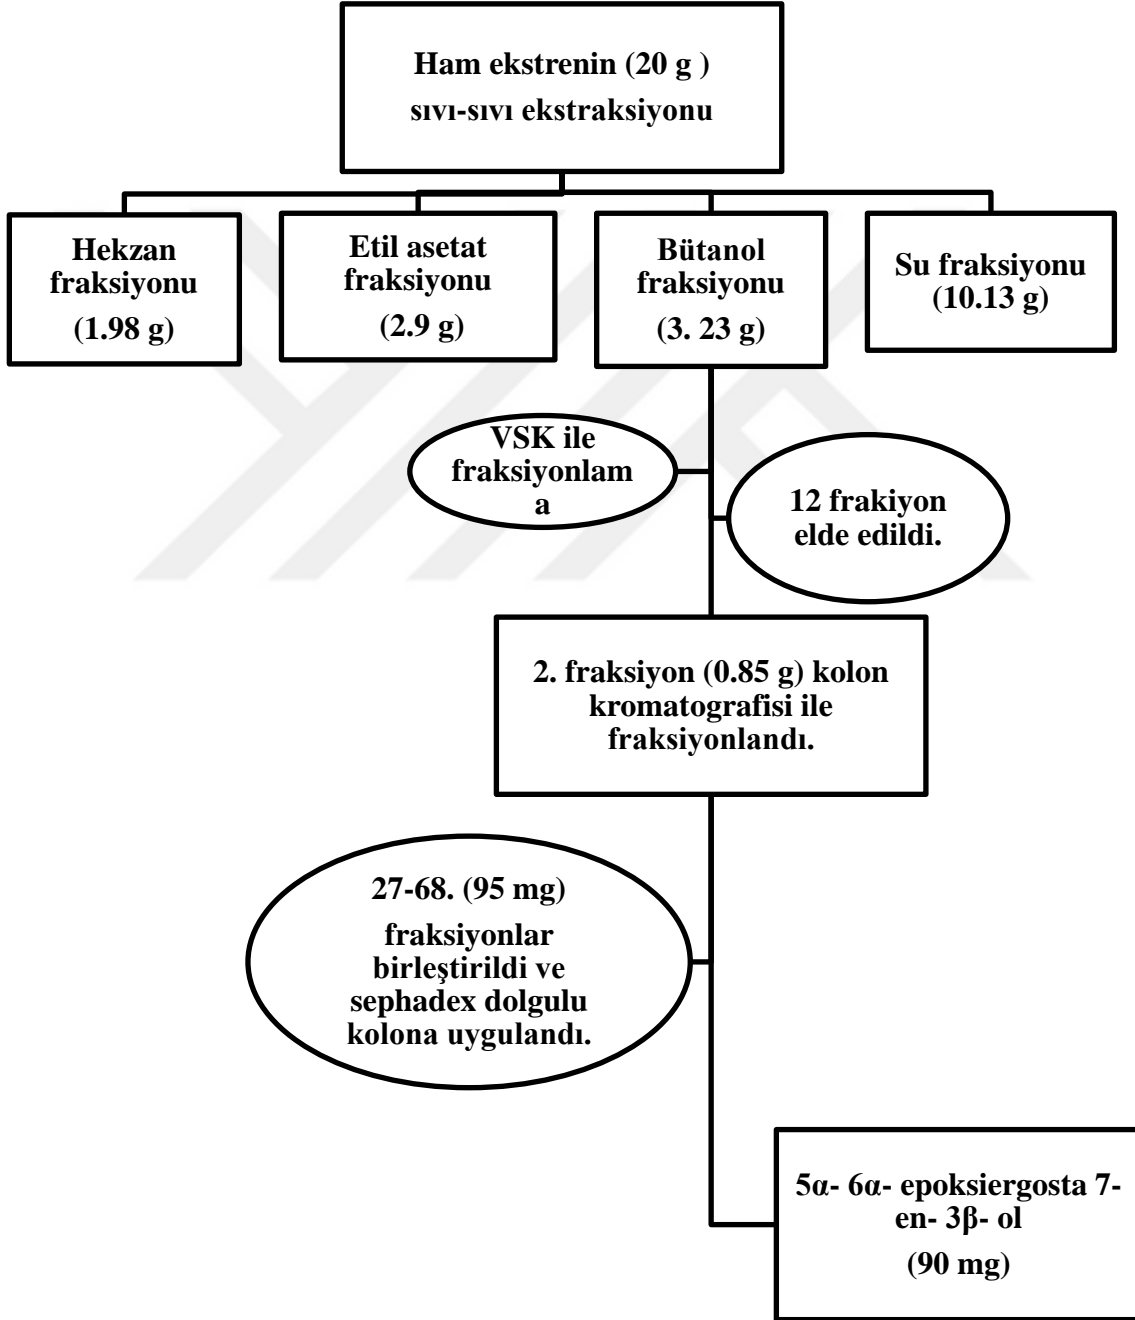 Ham ekstrenin (20 g )
sıvı-sıvı ekstraksiyonu
Hekzan
fraksiyonu
(1.98 g)
Etil asetat
fraksiyonu
(2.9 g)
Bütanol
fraksiyonu
(3. 23 g)
Su fraksiyonu
(10.13 g)
VSK ile
fraksiyonlam
a
12 frakiyon
elde edildi.
2. fraksiyon (0.85 g) kolon
kromatografisi ile
fraksiyonlandı.
27-68. (95 mg)
fraksiyonlar
birleştirildi ve
sephadex dolgulu
kolona uygulandı.
5α- 6α- epoksiergosta 7-
en- 3β- ol
(90 mg)